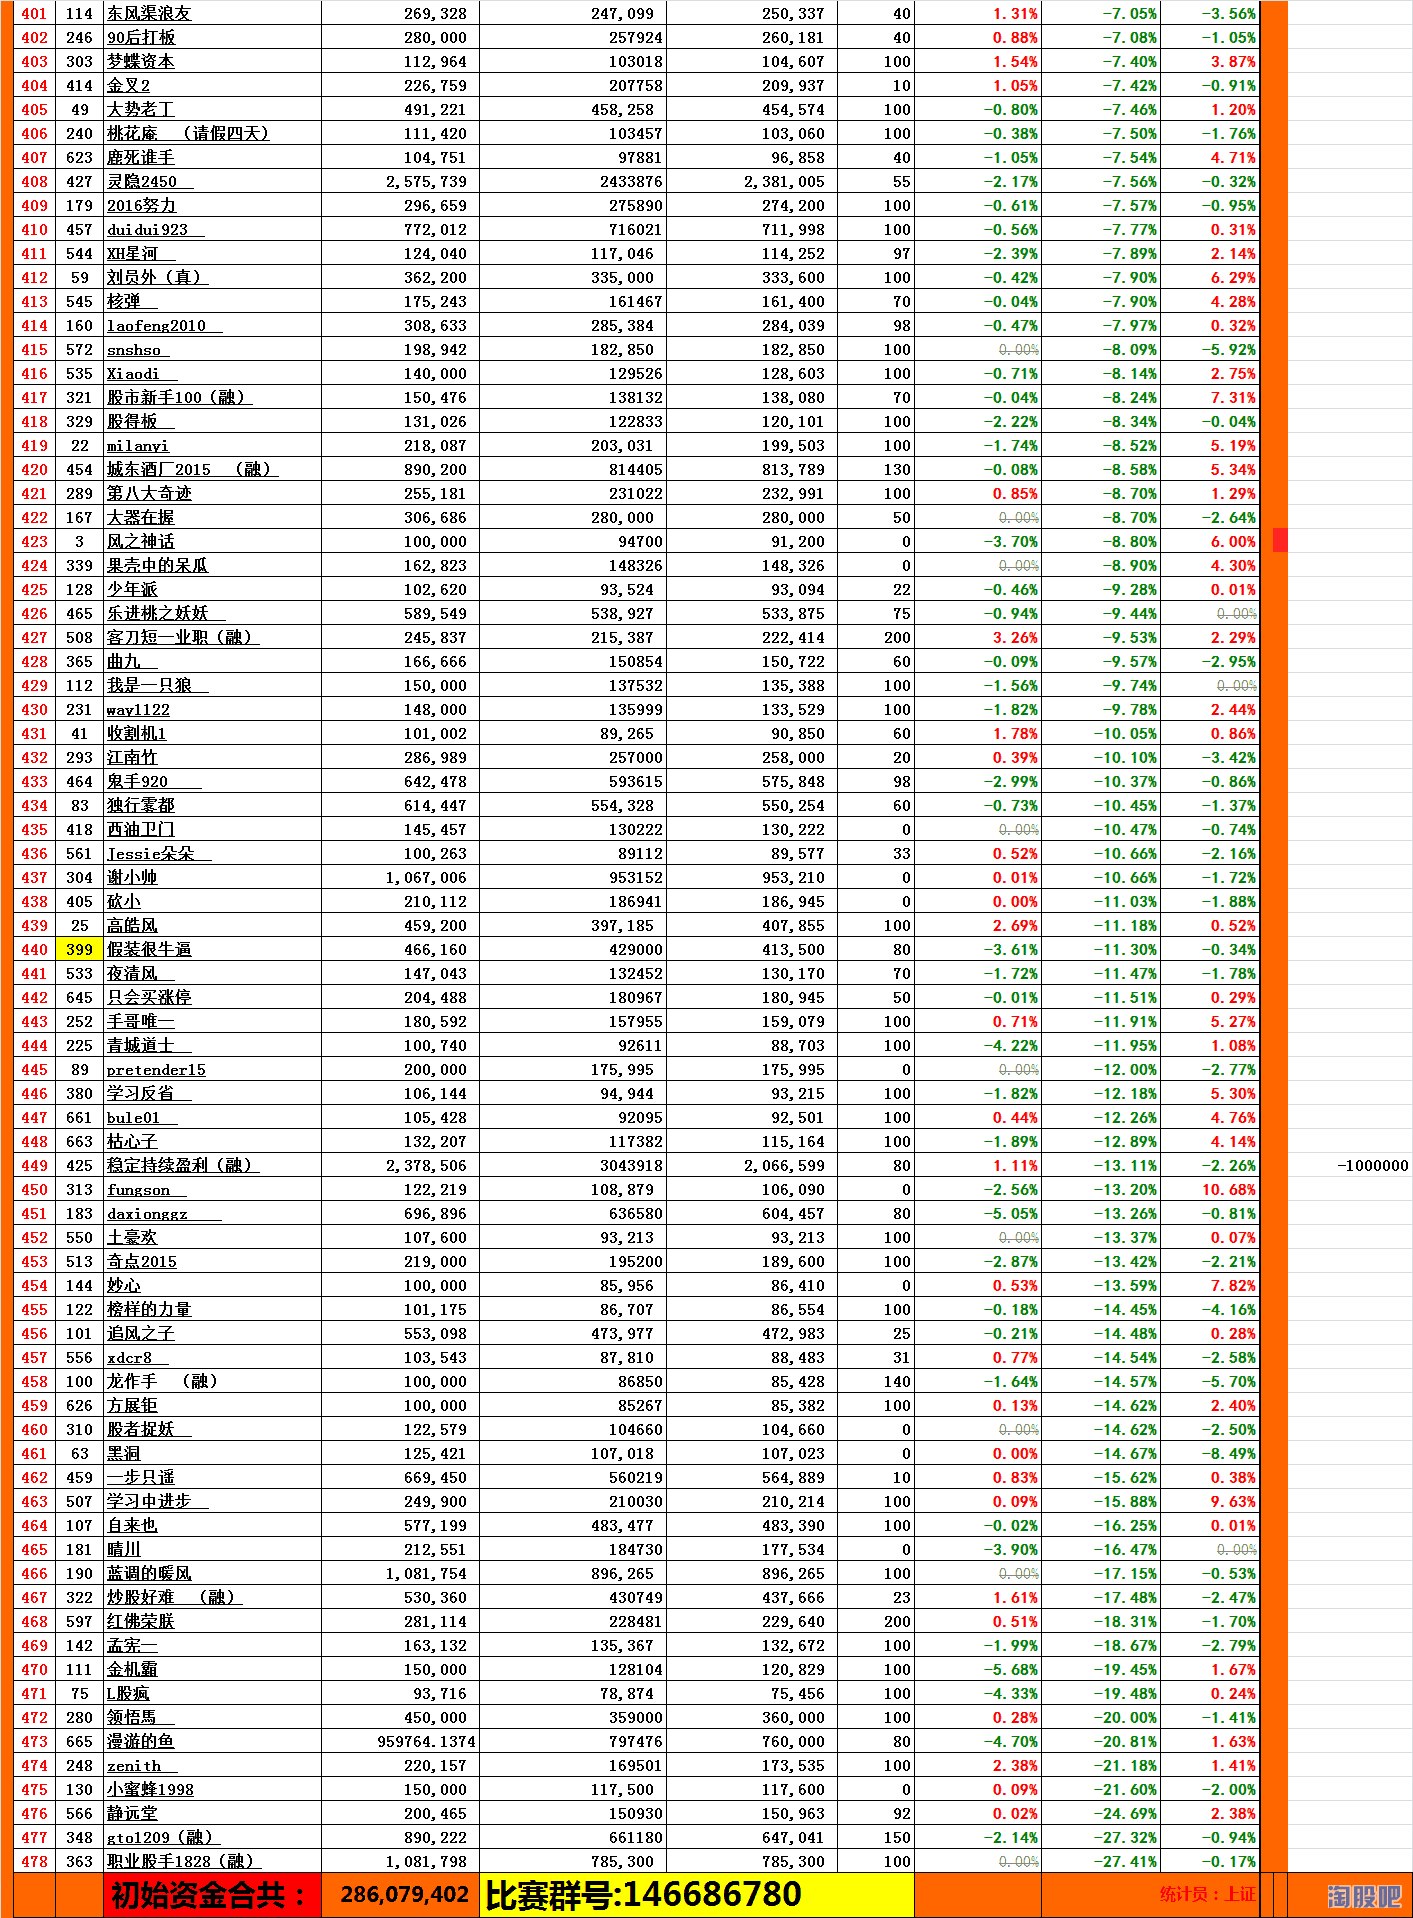 401 114 东风渠浪友 269,328 247,099 250,337 40 1.31% -7.05% -3.56%
402 246 90后打板 280,000 257924 260,181 40 0.88% -7.08% -1.05%
403 303 梦蝶资本 112,964 103018 104,607 100 1.54% -7.40% 3.87%
404 414 金叉2 226,759 207758 209,937 10 1.05% -7.42% -0.91%
405 49 大势老丁 491,221 458,258 454,574 100 -0.80% -7.46% 1.20%
406 240 桃花庵 （请假四天） 111,420 103457 103,060 100 -0.38% -7.50% -1.76%
407 623 鹿死谁手 104,751 97881 96,858 40 -1.05% -7.54% 4.71%
408 427 灵隐2450 2,575,739 2433876 2,381,005 55 -2.17% -7.56% -0.32%
409 179 2016努力 296,659 275890 274,200 100 -0.61% -7.57% -0.95%
410 457 duidui923 772,012 716021 711,998 100 -0.56% -7.77% 0.31%
411 544 XH星河 124,040 117,046 114,252 97 -2.39% -7.89% 2.14%
412 59 刘员外（真） 362,200 335,000 333,600 100 -0.42% -7.90% 6.29%
413 545 核弹 175,243 161467 161,400 70 -0.04% -7.90% 4.28%
414 160 laofeng2010 308,633 285,384 284,039 98 -0.47% -7.97% 0.32%
415 572 snshso 198,942 182,850 182,850 100 0.00% -8.09% -5.92%
416 535 Xiaodi 140,000 129526 128,603 100 -0.71% -8.14% 2.75%
417 321 股市新手100（融） 150,476 138132 138,080 70 -0.04% -8.24% 7.31%
418 329 股得板 131,026 122833 120,101 100 -2.22% -8.34% -0.04%
419 22 milanyi 218,087 203,031 199,503 100 -1.74% -8.52% 5.19%
420 454 城东酒厂2015 （融） 890,200 814405 813,789 130 -0.08% -8.58% 5.34%
421 289 第八大奇迹 255,181 231022 232,991 100 0.85% -8.70% 1.29%
422 167 大器在握 306,686 280,000 280,000 50 0.00% -8.70% -2.64%
423 3 风之神话 100,000 94700 91,200 0 -3.70% -8.80% 6.00%
424 339 果壳中的呆瓜 162,823 148326 148,326 0 0.00% -8.90% 4.30%
425 128 少年派 102,620 93,524 93,094 22 -0.46% -9.28% 0.01%
426 465 乐进桃之妖妖 589,549 538,927 533,875 75 -0.94% -9.44% 0.00%
427 508 客刀短一业职（融） 245,837 215,387 222,414 200 3.26% -9.53% 2.29%
428 365 曲九 166,666 150854 150,722 60 -0.09% -9.57% -2.95%
429 112 我是一只狼 150,000 137532 135,388 100 -1.56% -9.74% 0.00%
430 231 way1122 148,000 135999 133,529 100 -1.82% -9.78% 2.44%
431 41 收割机1 101,002 89,265 90,850 60 1.78% -10.05% 0.86%
432 293 江南竹 286,989 257000 258,000 20 0.39% -10.10% -3.42%
433 464 鬼手920 642,478 593615 575,848 98 -2.99% -10.37% -0.86%
434 83 独行雾都 614,447 554,328 550,254 60 -0.73% -10.45% -1.37%
435 418 西油卫门 145,457 130222 130,222 0 0.00% -10.47% -0.74%
436 561 Jessie朵朵 100,263 89112 89,577 33 0.52% -10.66% -2.16%
437 304 谢小帅 1,067,006 953152 953,210 0 0.01% -10.66% -1.72%
438 405 砍小 210,112 186941 186,945 0 0.00% -11.03% -1.88%
439 25 高皓风 459,200 397,185 407,855 100 2.69% -11.18% 0.52%
440 399 假装很牛逼 466,160 429000 413,500 80 -3.61% -11.30% -0.34%
441 533 夜清风 147,043 132452 130,170 70 -1.72% -11.47% -1.78%
442 645 只会买涨停 204,488 180967 180,945 50 -0.01% -11.51% 0.29%
443 252 手哥唯一 180,592 157955 159,079 100 0.71% -11.91% 5.27%
444 225 青城道士 100,740 92611 88,703 100 -4.22% -11.95% 1.08%
445 89 pretender15 200,000 175,995 175,995 0 0.00% -12.00% -2.77%
446 380 学习反省 106,144 94,944 93,215 100 -1.82% -12.18% 5.30%
447 661 bule01 105,428 92095 92,501 100 0.44% -12.26% 4.76%
448 663 枯心子 132,207 117382 115,164 100 -1.89% -12.89% 4.14%
449 425 稳定持续盈利（融） 2,378,506 3043918 2,066,599 80 1.11% -13.11% -2.26% -1000000
450 313 fungson 122,219 108,879 106,090 0 -2.56% -13.20% 10.68%
451 183 daxionggz 696,896 636580 604,457 80 -5.05% -13.26% -0.81%
452 550 土豪欢 107,600 93,213 93,213 100 0.00% -13.37% 0.07%
453 513 奇点2015 219,000 195200 189,600 100 -2.87% -13.42% -2.21%
454 144 妙心 100,000 85,956 86,410 0 0.53% -13.59% 7.82%
455 122 榜样的力量 101,175 86,707 86,554 100 -0.18% -14.45% -4.16%
456 101 追风之子 553,098 473,977 472,983 25 -0.21% -14.48% 0.28%
457 556 xdcr8 103,543 87,810 88,483 31 0.77% -14.54% -2.58%
458 100 龙作手 （融） 100,000 86850 85,428 140 -1.64% -14.57% -5.70%
459 626 方展钜 100,000 85267 85,382 100 0.13% -14.62% 2.40%
460 310 股者捉妖 122,579 104660 104,660 0 0.00% -14.62% -2.50%
461 63 黑洞 125,421 107,018 107,023 0 0.00% -14.67% -8.49%
462 459 一步只遥 669,450 560219 564,889 10 0.83% -15.62% 0.38%
463 507 学习中进步 249,900 210030 210,214 100 0.09% -15.88% 9.63%
464 107 自来也 577,199 483,477 483,390 100 -0.02% -16.25% 0.01%
465 181 晴川 212,551 184730 177,534 0 -3.90% -16.47% 0.00%
466 190 蓝调的暖风 1,081,754 896,265 896,265 100 0.00% -17.15% -0.53%
467 322 炒股好难 （融） 530,360 430749 437,666 23 1.61% -17.48% -2.47%
468 597 红佛荣朕 281,114 228481 229,640 200 0.51% -18.31% -1.70%
469 142 孟宪一 163,132 135,367 132,672 100 -1.99% -18.67% -2.79%
470 111 金机霸 150,000 128104 120,829 100 -5.68% -19.45% 1.67%
471 75 L股疯 93,716 78,874 75,456 100 -4.33% -19.48% 0.24%
472 280 领悟馬 450,000 359000 360,000 100 0.28% -20.00% -1.41%
473 665 漫游的鱼 959764.1374 797476 760,000 80 -4.70% -20.81% 1.63%
474 248 zenith 220,157 169501 173,535 100 2.38% -21.18% 1.41%
475 130 小蜜蜂1998 150,000 117,500 117,600 0 0.09% -21.60% -2.00%
476 566 静远堂 200,465 150930 150,963 92 0.02% -24.69% 2.38%
477 348 gto1209（融） 890,222 661180 647,041 150 -2.14% -27.32% -0.94%
478 363 职业股手1828（融） 1,081,798 785,300 785,300 100 0.00% -27.41% -0.17%
初始资金合共： 286,079,402 比赛群号:146686780 统计员：上证 淘股吧